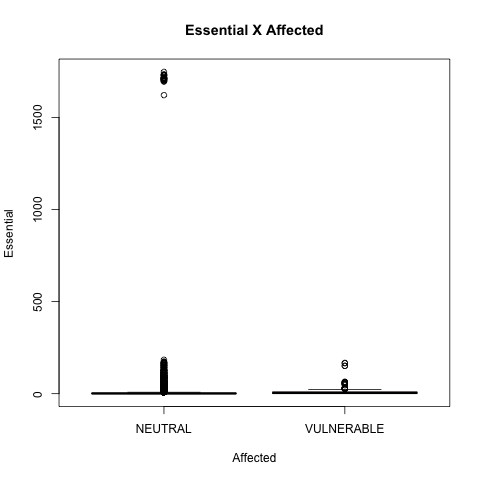 Essential X Affected
Essential
1500
1000
500
0
NEUTRAL
VULNERABLE
Affected